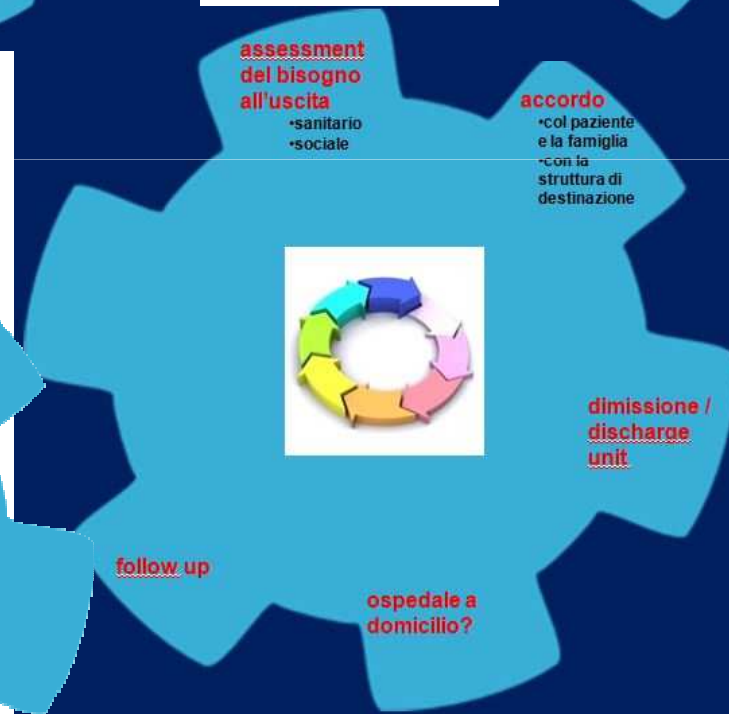 assessment
del bisogno
all'uscita
•sanitario
•sociale
accordo
•col paziente
e la famiglia
•con la
struttura di
destinazione
dimissione /
discharge
unit
follow up
ospedale a
domicilio?